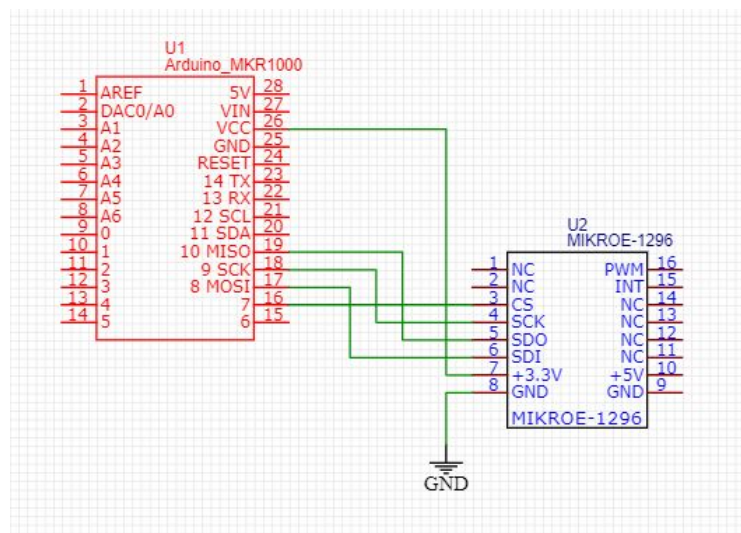 U1
Arduino_MKR1000
1 AREF 5V 28
2 DAC0/A0 VIN 27
3 A1 VCC 26
4 A2 GND 25
5 A3 RESET 24
6 A4 14 TX 23
7 A5 13 RX 22
8 A6 12 SCL 21
9 0 11 SDA 20
10 1 10 MISO 19
11 2 9 SCK 18
12 3 8 MOSI 17
13 4 7 16
14 5 6 15
U2
MIKROE-1296
1 NC PWM 16
2 NC INT 15
3 CS NC 14
4 SCK NC 13
5 SDO NC 12
6 SDI NC 11
7 +3.3V +5V 10
8 GND GND 9
MIKROE-1296
GND